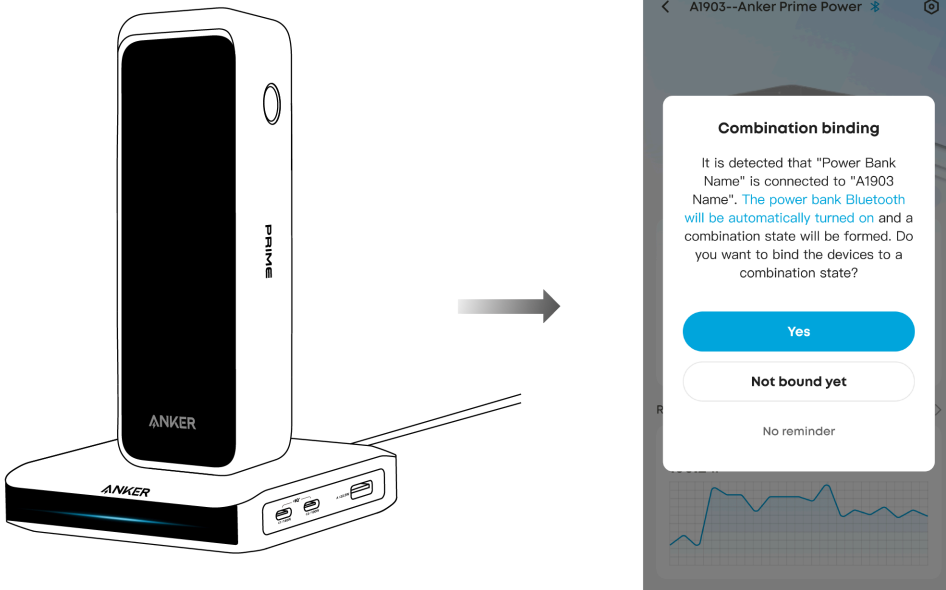 PRIME
ANKER
ANKER
A1903--Anker Prime Power
Combination binding
It is detected that "Power Bank
Name" is connected to "A1903
Name". The power bank Bluetooth
will be automatically turned on and a
combination state will be formed. Do
you want to bind the devices to a
combination state?
Yes
Not bound yet
R
No reminder